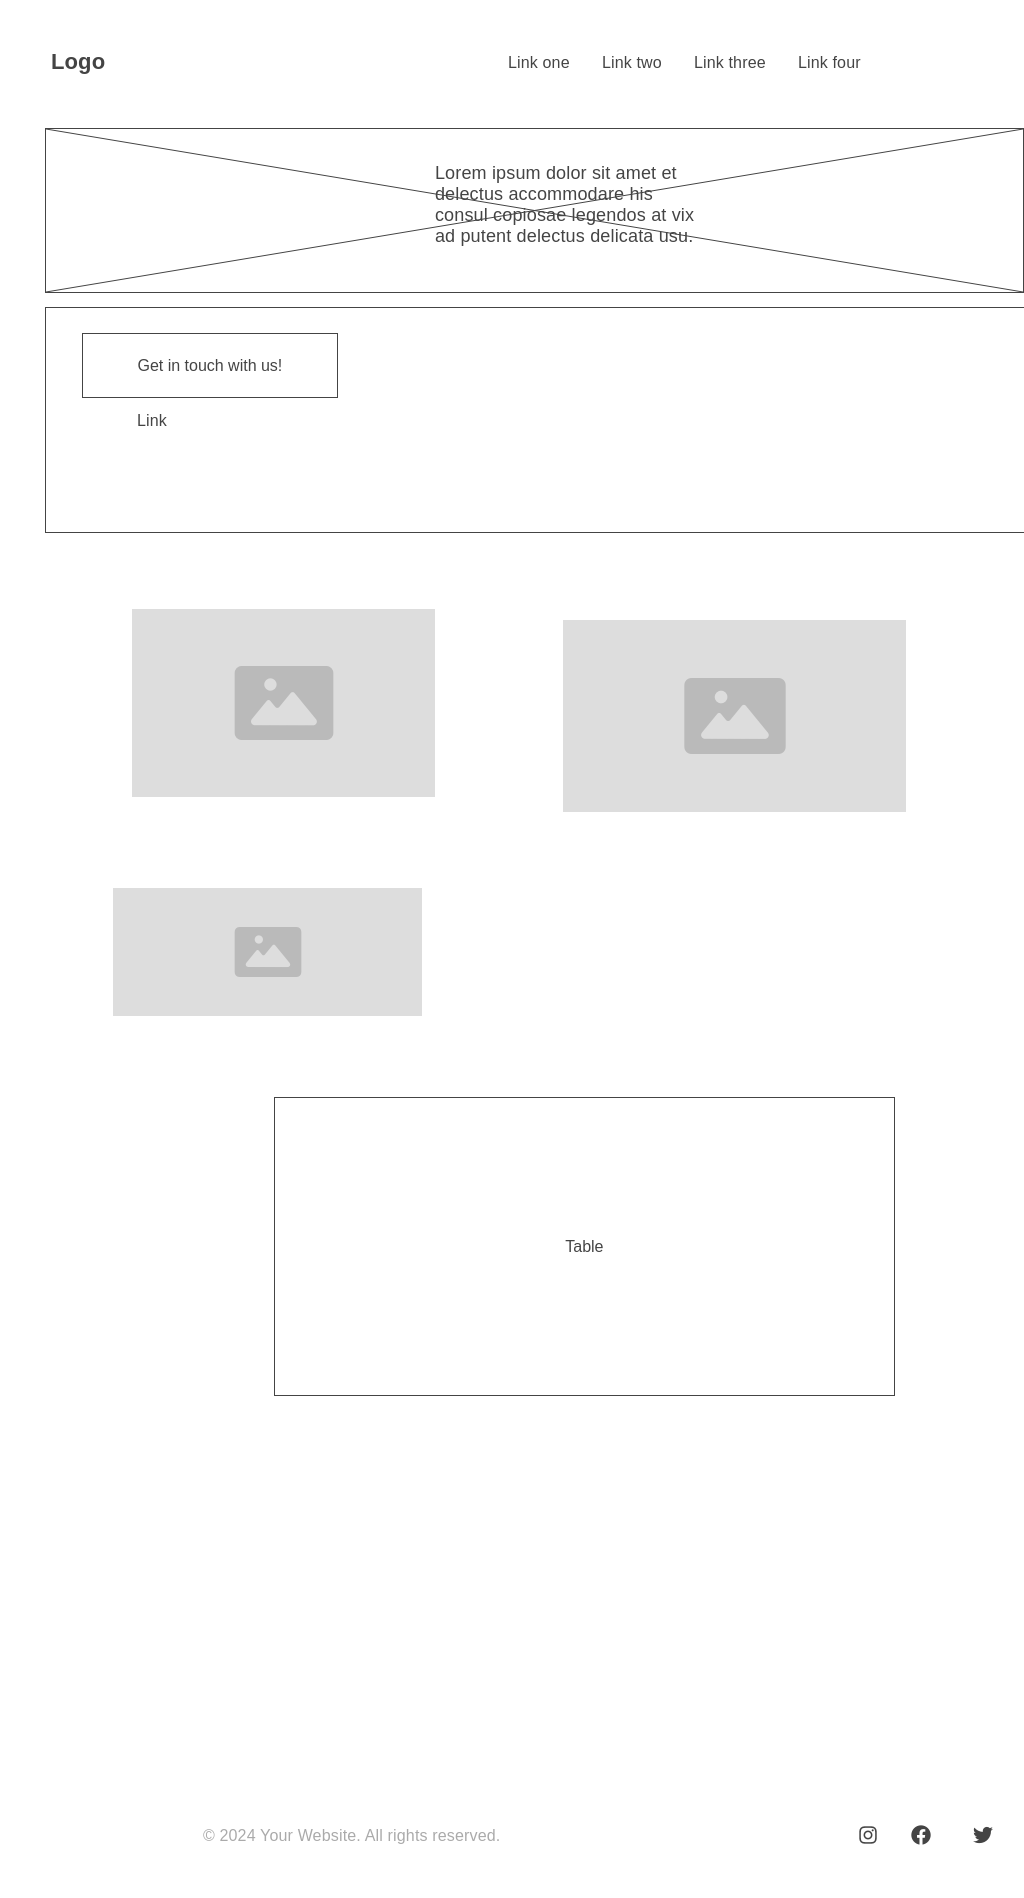 Logo
Link one
Link two
Link three
Link four
Lorem ipsum dolor sit amet et
delectus accommodare his
consul copiosae legendos at vix
ad putent delectus delicata usu.
Get in touch with us!
Link
Table
© 2024 Your Website. All rights reserved.